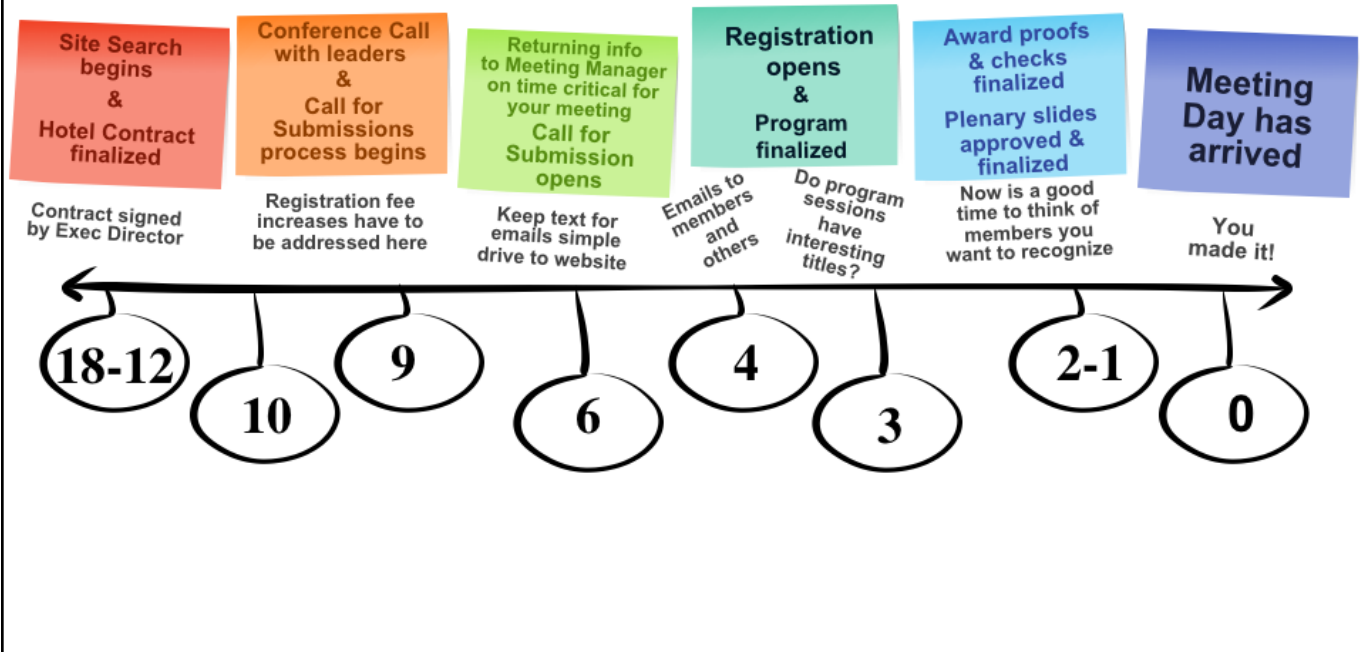 Site Search
begins
&
Hotel Contract
finalized
Contract signed
by Exec Director
Conference Call
with leaders
&
Call for
Submissions
process begins
Registration fee
increases have to
be addressed here
Returning info
to Meeting Manager
on time critical for
your meeting
Call for
Submission
opens
Keep text for
emails simple
drive to website
Registration
opens
&
Program
finalized
Emails to
members
and
others
Do program
sessions
have
interesting
titles?
Award proofs
& checks
finalized
Plenary slides
approved &
finalized
Now is a good
time to think of
members you
want to recognize
Meeting
Day has
arrived
You
made it!
18-12
10
9
6
4
3
2-1
0